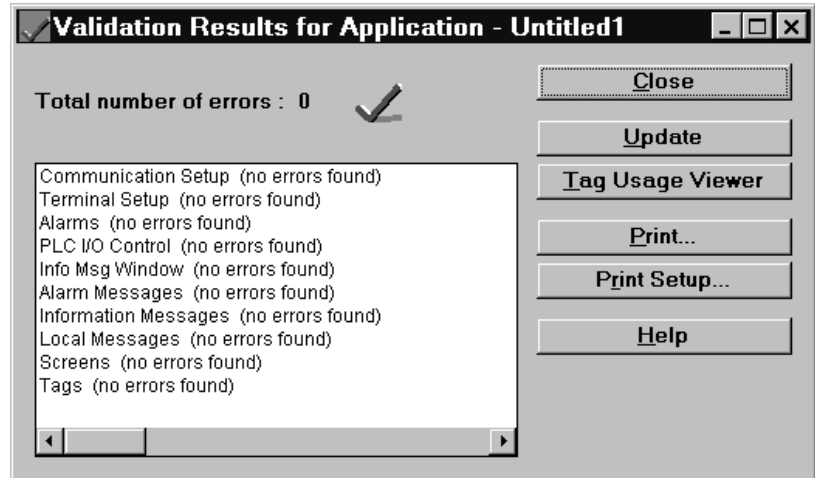 Validation Results for Application - Untitled1
Total number of errors : 0
Communication Setup (no errors found)
Terminal Setup (no errors found)
Alarms (no errors found)
PLC I/O Control (no errors found)
Info Msg Window (no errors found)
Alarm Messages (no errors found)
Information Messages (no errors found)
Local Messages (no errors found)
Screens (no errors found)
Tags (no errors found)
Close
Update
Tag Usage Viewer
Print...
Print Setup...
Help